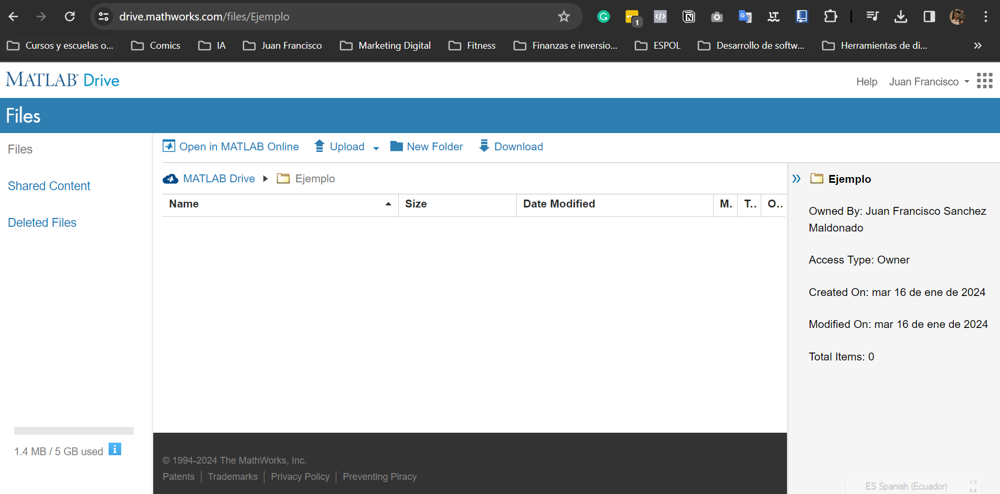 drive.mathworks.com/files/Ejemplo
1
Cursos y escuelas o...
Comics
IA
Juan Francisco
Marketing Digital
Fitness
Finanzas e inversio...
ESPOL
Desarrollo de softw...
Herramientas de di...
MATLAB® Drive
Help
Juan Francisco
Files
Files
Shared Content
Deleted Files
Open in MATLAB Online
Upload
New Folder
Download
MATLAB Drive
Ejemplo
Name
Size
Date Modified
M.
T..
O..
Ejemplo
Owned By: Juan Francisco Sanchez
Maldonado
Access Type: Owner
Created On: mar 16 de ene de 2024
Modified On: mar 16 de ene de 2024
Total Items: 0
1.4 MB / 5 GB used
© 1994-2024 The MathWorks, Inc.
Patents
Trademarks
Privacy Policy
Preventing Piracy
ES Spanish (Ecuador)